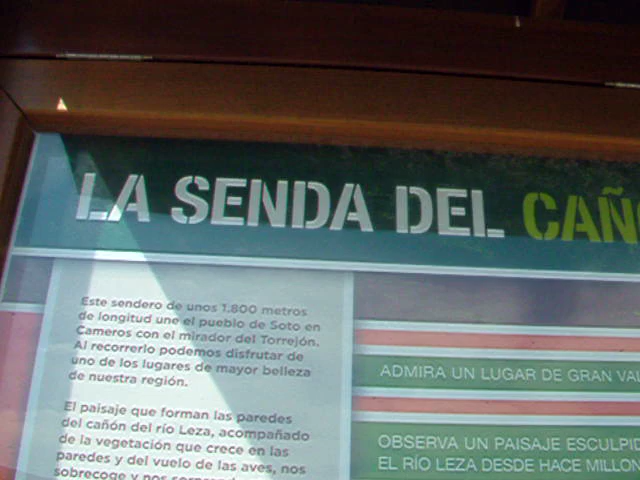 LA SENDA DEL CAÑ
Este sendero de unos 1.800 metros
de longitud une el pueblo de Soto en
Cameros con el mirador del Torrejón.
Al recorrerlo podemos disfrutar de
uno de los lugares de mayor belleza
de nuestra región.
El paisaje que forman las paredes
del cañón del río Leza, acompañado
de la vegetación que crece en las
paredes y del vuelo de las aves, nos
sobrecoge y nos
ADMIRA UN LUGAR DE GRAN VAL
OBSERVA UN PAISAJE ESCULPID
EL RÍO LEZA DESDE HACE MILLON